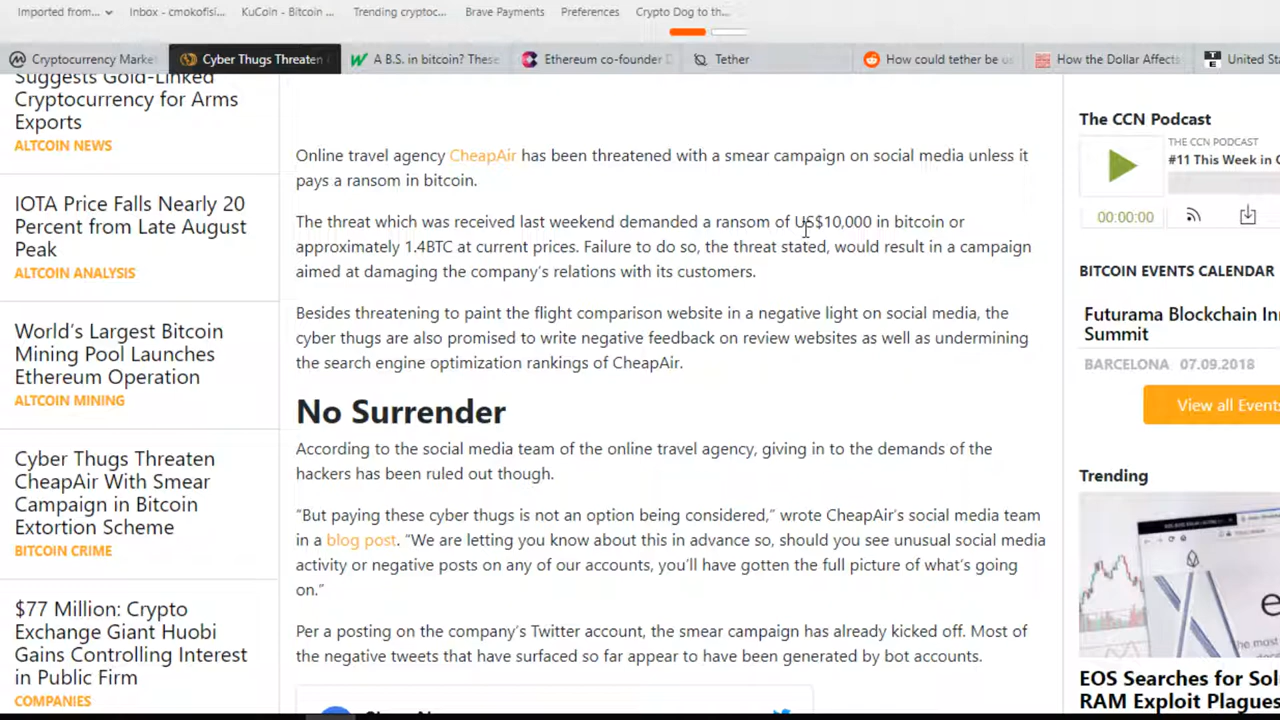 Imported from...
Inbox - cmokofisi...
KuCoin - Bitcoin ...
Trending cryptoc...
Brave Payments
Preferences
Crypto Dog to th...
Cryptocurrency Marke
Cyber Thugs Threaten
A B.S. in bitcoin? These
Ethereum co-founder
Tether
How could tether be us
How the Dollar Affects
United Sta
Suggests Gold-Linked
Cryptocurrency for Arms
Exports
ALTCOIN NEWS
IOTA Price Falls Nearly 20
Percent from Late August
Peak
ALTCOIN ANALYSIS
World's Largest Bitcoin
Mining Pool Launches
Ethereum Operation
ALTCOIN MINING
Cyber Thugs Threaten
CheapAir With Smear
Campaign in Bitcoin
Extortion Scheme
BITCOIN CRIME
$77 Million: Crypto
Exchange Giant Huobi
Gains Controlling Interest
in Public Firm
COMPANIES
Online travel agency CheapAir has been threatened with a smear campaign on social media unless it
pays a ransom in bitcoin.
The threat which was received last weekend demanded a ransom of US$10,000 in bitcoin or
approximately 1.4BTC at current prices. Failure to do so, the threat stated, would result in a campaign
aimed at damaging the company's relations with its customers.
Besides threatening to paint the flight comparison website in a negative light on social media, the
cyber thugs are also promised to write negative feedback on review websites as well as undermining
the search engine optimization rankings of CheapAir.
No Surrender
According to the social media team of the online travel agency, giving in to the demands of the
hackers has been ruled out though.
"But paying these cyber thugs is not an option being considered," wrote CheapAir's social media team
in a blog post. "We are letting you know about this in advance so, should you see unusual social media
activity or negative posts on any of our accounts, you'll have gotten the full picture of what's going
on."
Per a posting on the company's Twitter account, the smear campaign has already kicked off. Most of
the negative tweets that have surfaced so far appear to have been generated by bot accounts.
The CCN Podcast
THE CCN PODCAST
#11 This Week in C
00:00:00
BITCOIN EVENTS CALENDAR
Futurama Blockchain Inn
Summit
BARCELONA 07.09.2018
View all Events
Trending
EOS Searches for Sol
RAM Exploit Plagues